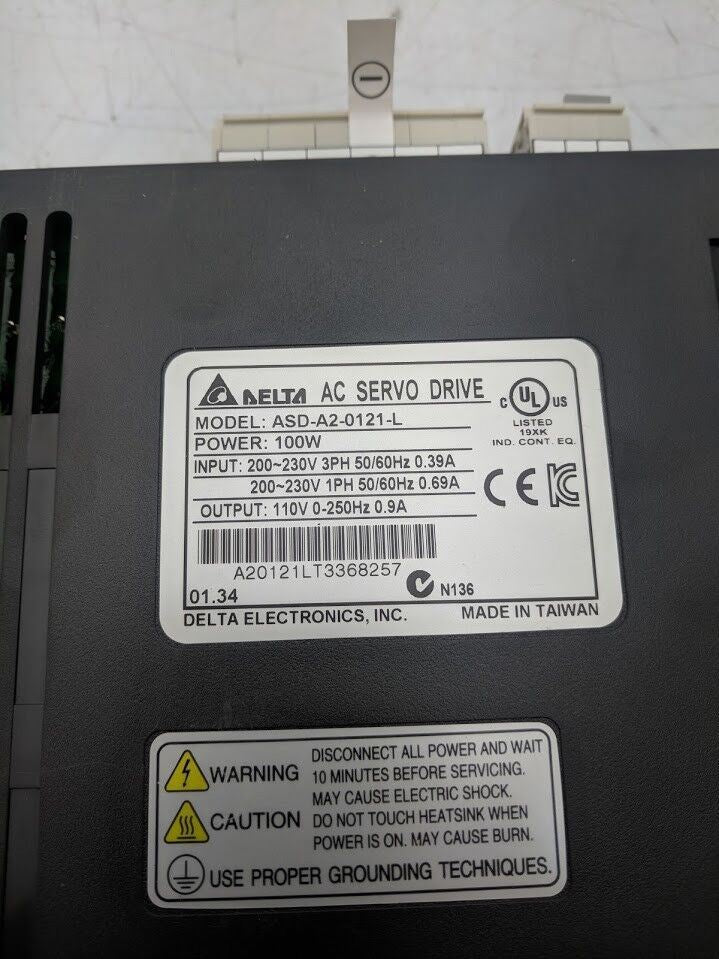 DELTA AC SERVO DRIVE
MODEL: ASD-A2-0121-L
POWER: 100W
INPUT: 200~230V 3PH 50/60Hz 0.39A
200~230V 1PH 50/60Hz 0.69A
OUTPUT: 110V 0-250Hz 0.9A
A20121LT3368257
01.34
N136
DELTA ELECTRONICS, INC.
MADE IN TAIWAN
C UL US
LISTED
19XK
IND. CONT. EQ.
CE KC
WARNING
DISCONNECT ALL POWER AND WAIT
10 MINUTES BEFORE SERVICING.
MAY CAUSE ELECTRIC SHOCK.
CAUTION
DO NOT TOUCH HEATSINK WHEN
POWER IS ON. MAY CAUSE BURN.
USE PROPER GROUNDING TECHNIQUES.